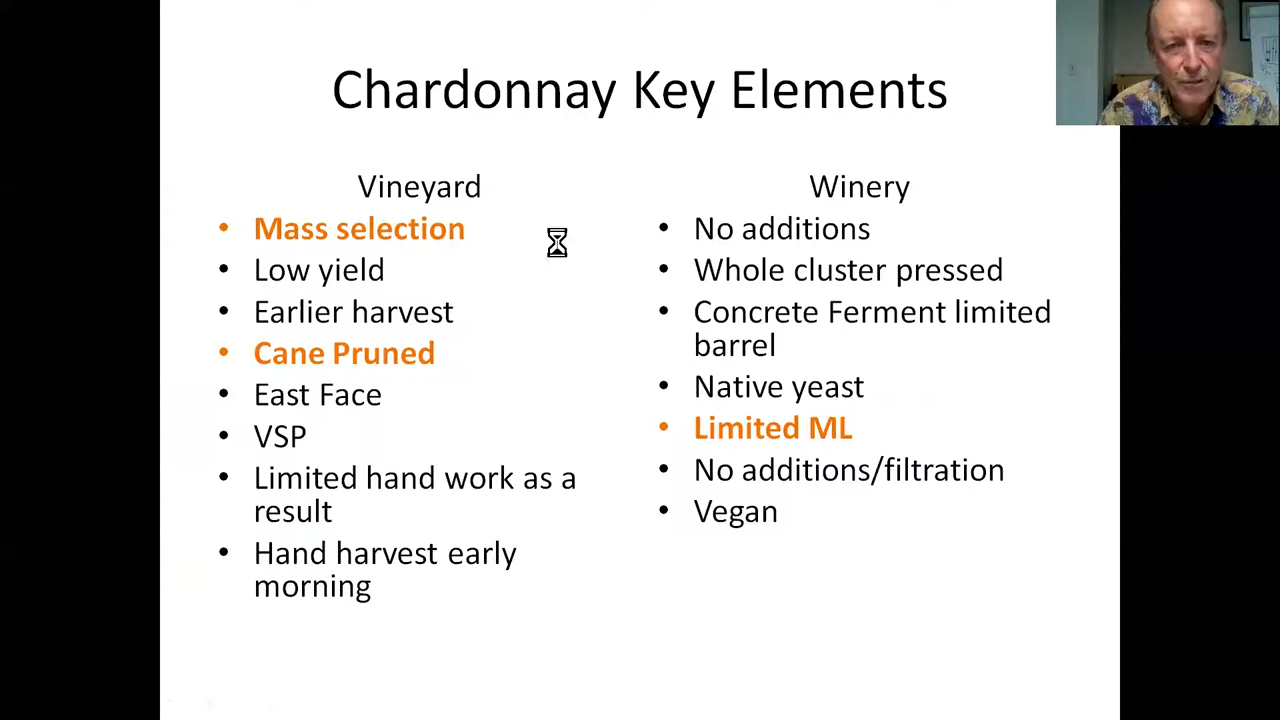 Chardonnay Key Elements
Vineyard
• Mass selection
• Low yield
• Earlier harvest
• Cane Pruned
• East Face
• VSP
• Limited hand work as a
result
• Hand harvest early
morning
Winery
• No additions
• Whole cluster pressed
• Concrete Ferment limited
barrel
• Native yeast
• Limited ML
• No additions/filtration
• Vegan